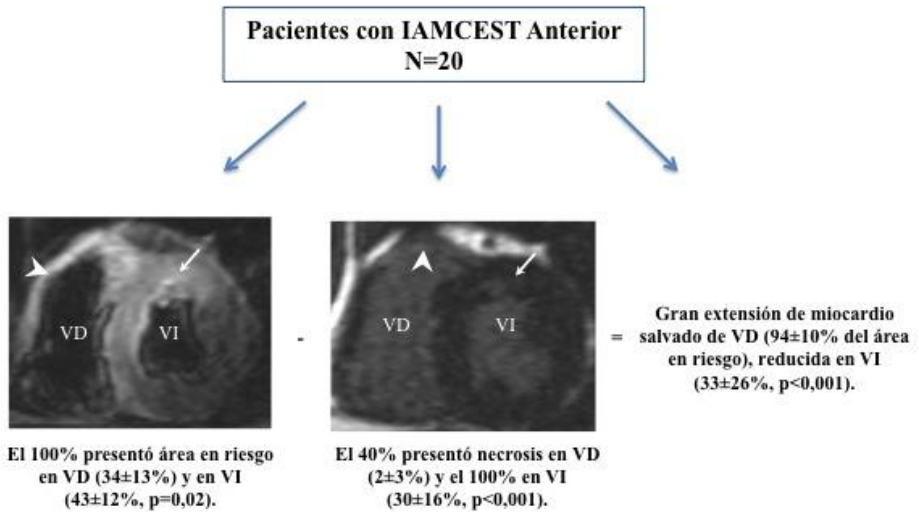 Pacientes con IAMCEST Anterior
N=20
VD
VI
El 100% presentó área en riesgo
en VD (34±13%) y en VI
(43±12%, p=0,02).
-
VD
VI
El 40% presentó necrosis en VD
(2±3%) y el 100% en VI
(30±16%, p<0,001).
=
Gran extensión de miocardio
salvado de VD (94±10% del área
en riesgo), reducida en VI
(33±26%, p<0,001).